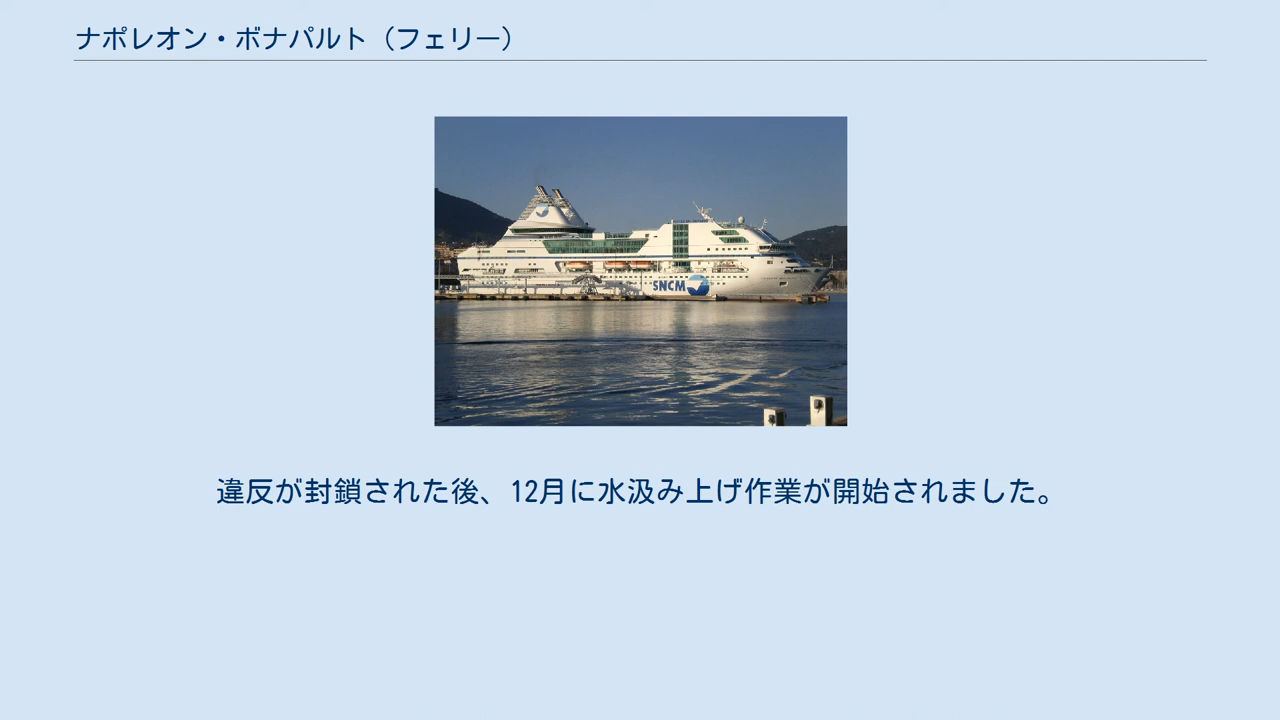 ナポレオン・ボナパルト（フェリー）
SNCM
違反が封鎖された後、12月に水汲み上げ作業が開始されました。